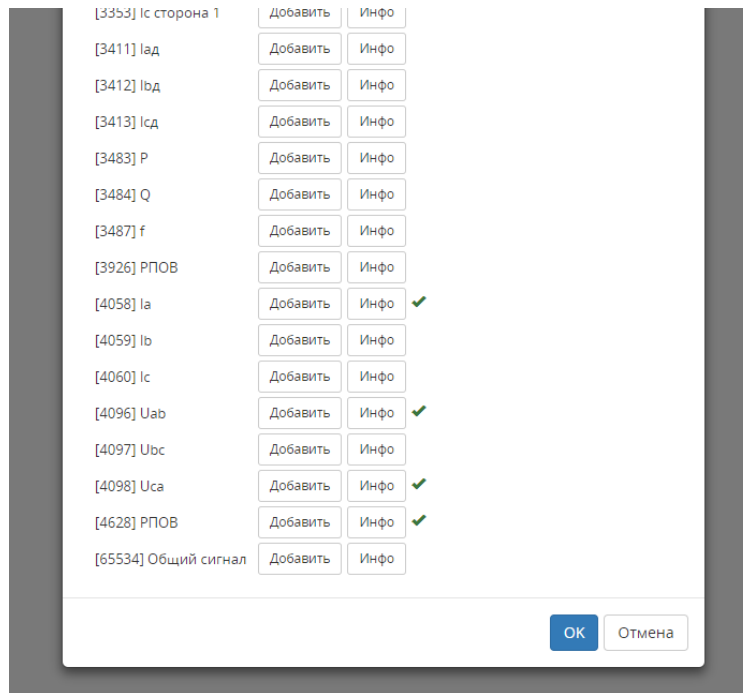 [3353] Ic сторона 1 Добавить Инфо
[3411] Iaд Добавить Инфо
[3412] Ibд Добавить Инфо
[3413] Icд Добавить Инфо
[3483] P Добавить Инфо
[3484] Q Добавить Инфо
[3487] f Добавить Инфо
[3926] РПОВ Добавить Инфо
[4058] Ia Добавить Инфо
[4059] Ib Добавить Инфо
[4060] Ic Добавить Инфо
[4096] Uab Добавить Инфо
[4097] Ubc Добавить Инфо
[4098] Uca Добавить Инфо
[4628] РПОВ Добавить Инфо
[65534] Общий сигнал Добавить Инфо
OK Отмена